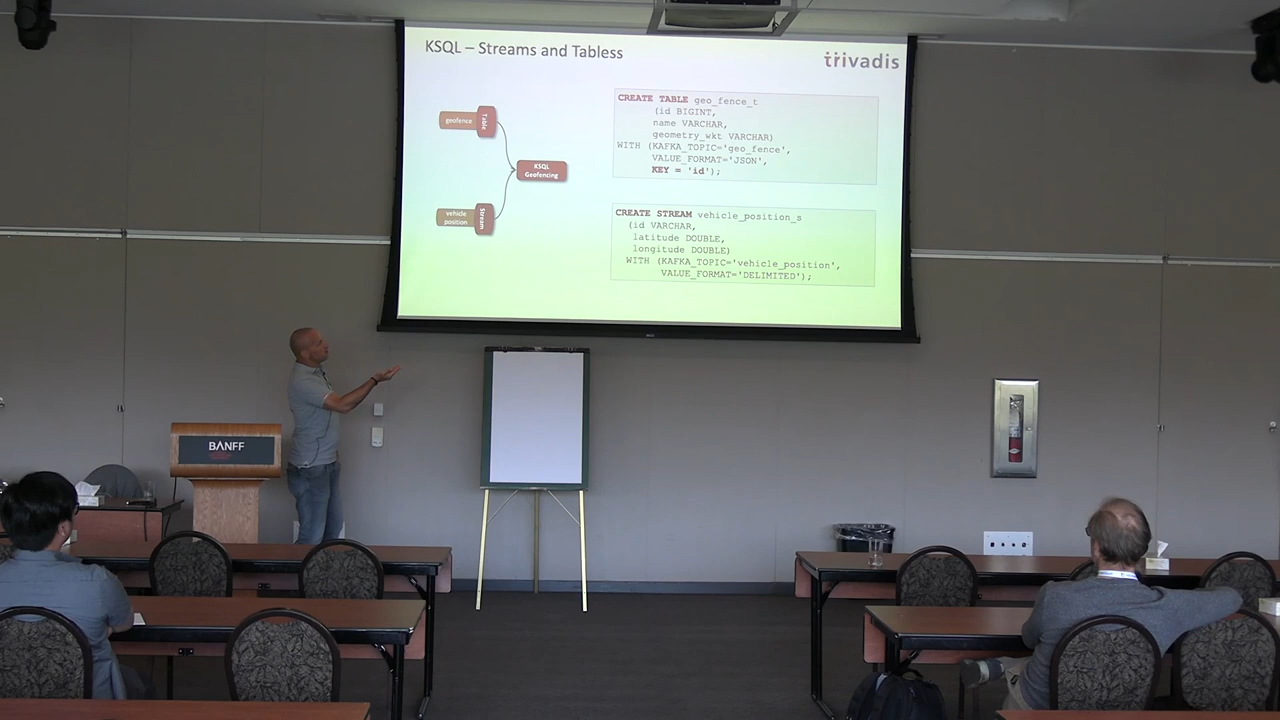 KSQL – Streams and Tabless
trivadis
geofence
Table
KSQL
Geofencing
vehicle
position
Stream
CREATE TABLE geo_fence_t
(id BIGINT,
name VARCHAR,
geometry_wkt VARCHAR)
WITH (KAFKA_TOPIC='geo_fence',
VALUE_FORMAT='JSON',
KEY = 'id');
CREATE STREAM vehicle_position_s
(id VARCHAR,
latitude DOUBLE,
longitude DOUBLE)
WITH (KAFKA_TOPIC='vehicle_position',
VALUE_FORMAT='DELIMITED');
BANFF